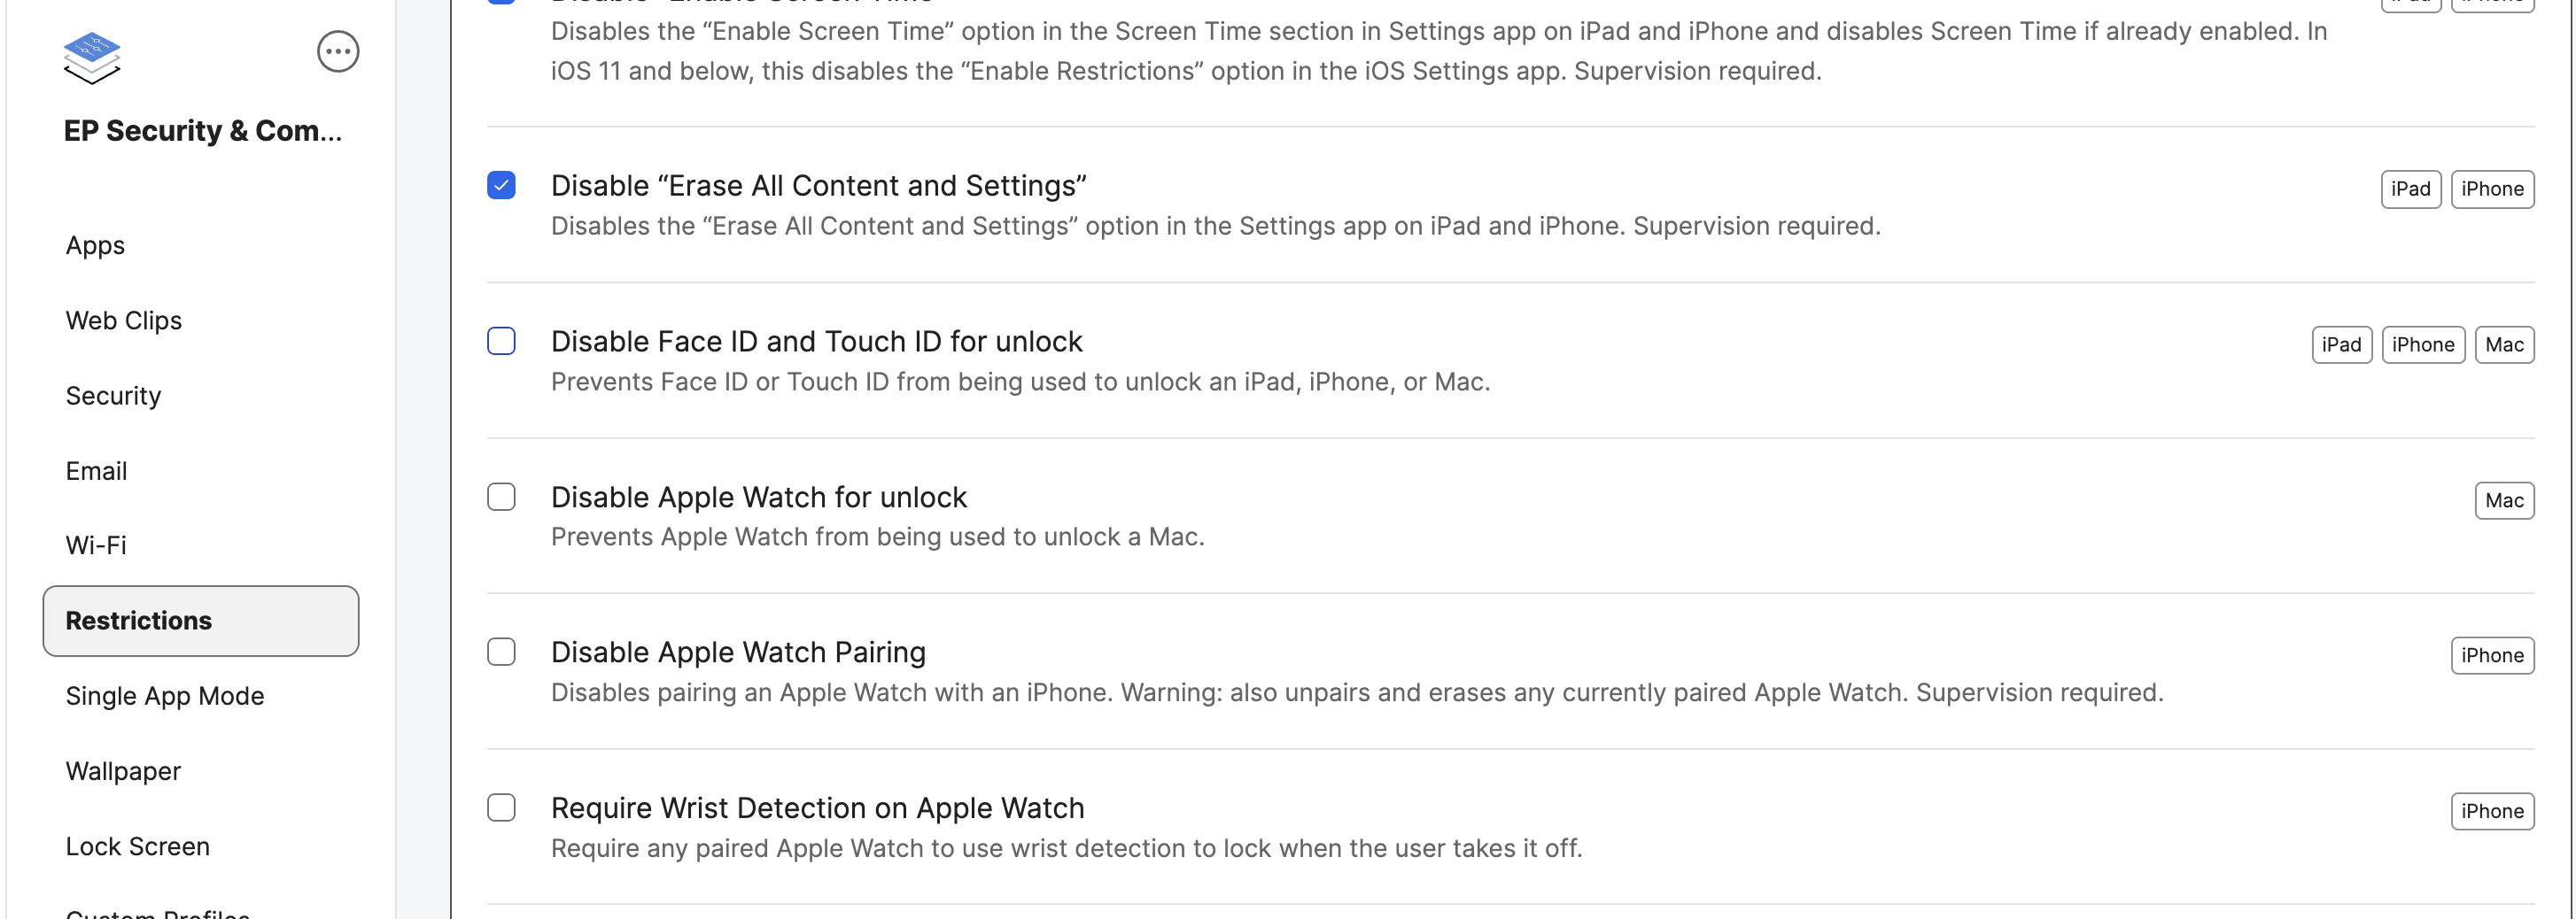 EP Security & Com...
Apps
Web Clips
Security
Email
Wi-Fi
Restrictions
Single App Mode
Wallpaper
Lock Screen
Custom Profiles
Disable “Enable Screen Time”
iPad
iPhone
Disables the “Enable Screen Time” option in the Screen Time section in Settings app on iPad and iPhone and disables Screen Time if already enabled. In
iOS 11 and below, this disables the “Enable Restrictions” option in the iOS Settings app. Supervision required.
Disable “Erase All Content and Settings”
iPad
iPhone
Disables the “Erase All Content and Settings” option in the Settings app on iPad and iPhone. Supervision required.
Disable Face ID and Touch ID for unlock
iPad
iPhone
Mac
Prevents Face ID or Touch ID from being used to unlock an iPad, iPhone, or Mac.
Disable Apple Watch for unlock
Mac
Prevents Apple Watch from being used to unlock a Mac.
Disable Apple Watch Pairing
iPhone
Disables pairing an Apple Watch with an iPhone. Warning: also unpairs and erases any currently paired Apple Watch. Supervision required.
Require Wrist Detection on Apple Watch
iPhone
Require any paired Apple Watch to use wrist detection to lock when the user takes it off.